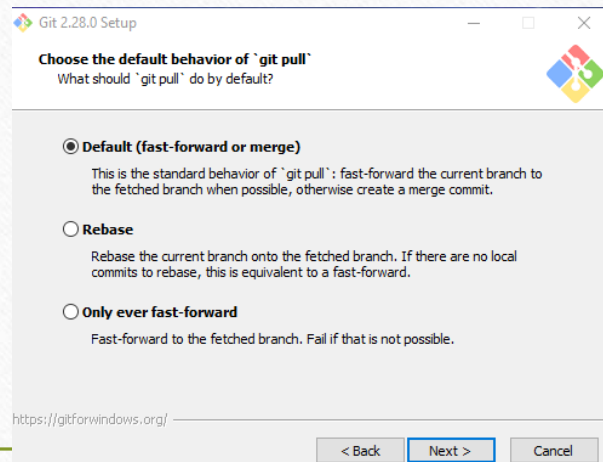 Git 2.28.0 Setup
Choose the default behavior of `git pull`
What should `git pull` do by default?
Default (fast-forward or merge)
This is the standard behavior of `git pull`: fast-forward the current branch to
the fetched branch when possible, otherwise create a merge commit.
Rebase
Rebase the current branch onto the fetched branch. If there are no local
commits to rebase, this is equivalent to a fast-forward.
Only ever fast-forward
Fast-forward to the fetched branch. Fail if that is not possible.
https://gitforwindows.org/
< Back Next > Cancel